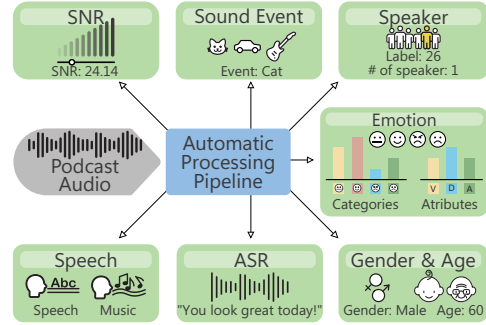 SNR
SNR: 24.14
Sound Event
Event: Cat
Speaker
Label: 26
# of speaker: 1
Podcast
Audio
Automatic
Processing
Pipeline
Emotion
V D A
Categories
Atributes
Speech
Abc
Speech
Music
ASR
"You look great today!"
Gender & Age
Gender: Male
Age: 60